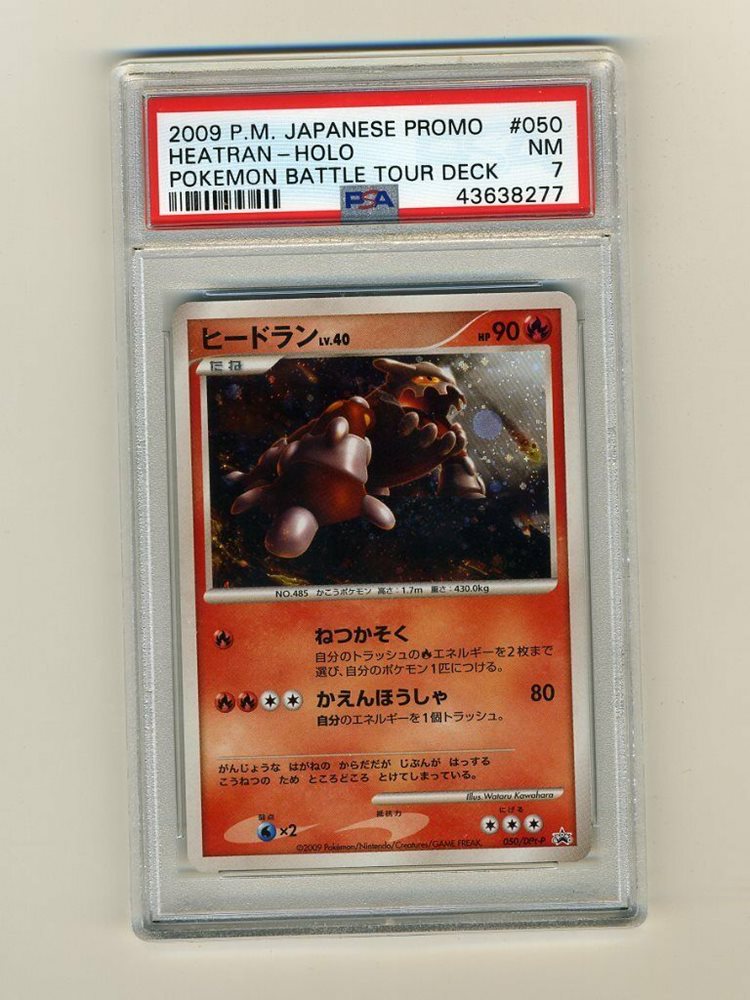 2009 P.M. JAPANESE PROMO #050
HEATRAN - HOLO NM
POKEMON BATTLE TOUR DECK 7
PSA 43638277
ヒードラン LV.40 HP 90
たね
NO.485 かこうポケモン 高さ:1.7m 重さ:430.0kg
ねつかそく
自分のトラッシュの エネルギーを2枚まで
選び、自分のポケモン1匹につける。
かえんほうしゃ 80
自分のエネルギーを1個トラッシュ。
がんじょうな はがねの からだだが じぶんが はっする
こうねつの ため ところどころ とけてしまっている。
Illus. Wataru Kawahara
弱点 抵抗力 にげる
×2
©2009 Pokémon/Nintendo/Creatures/GAME FREAK. 050/DPt-P